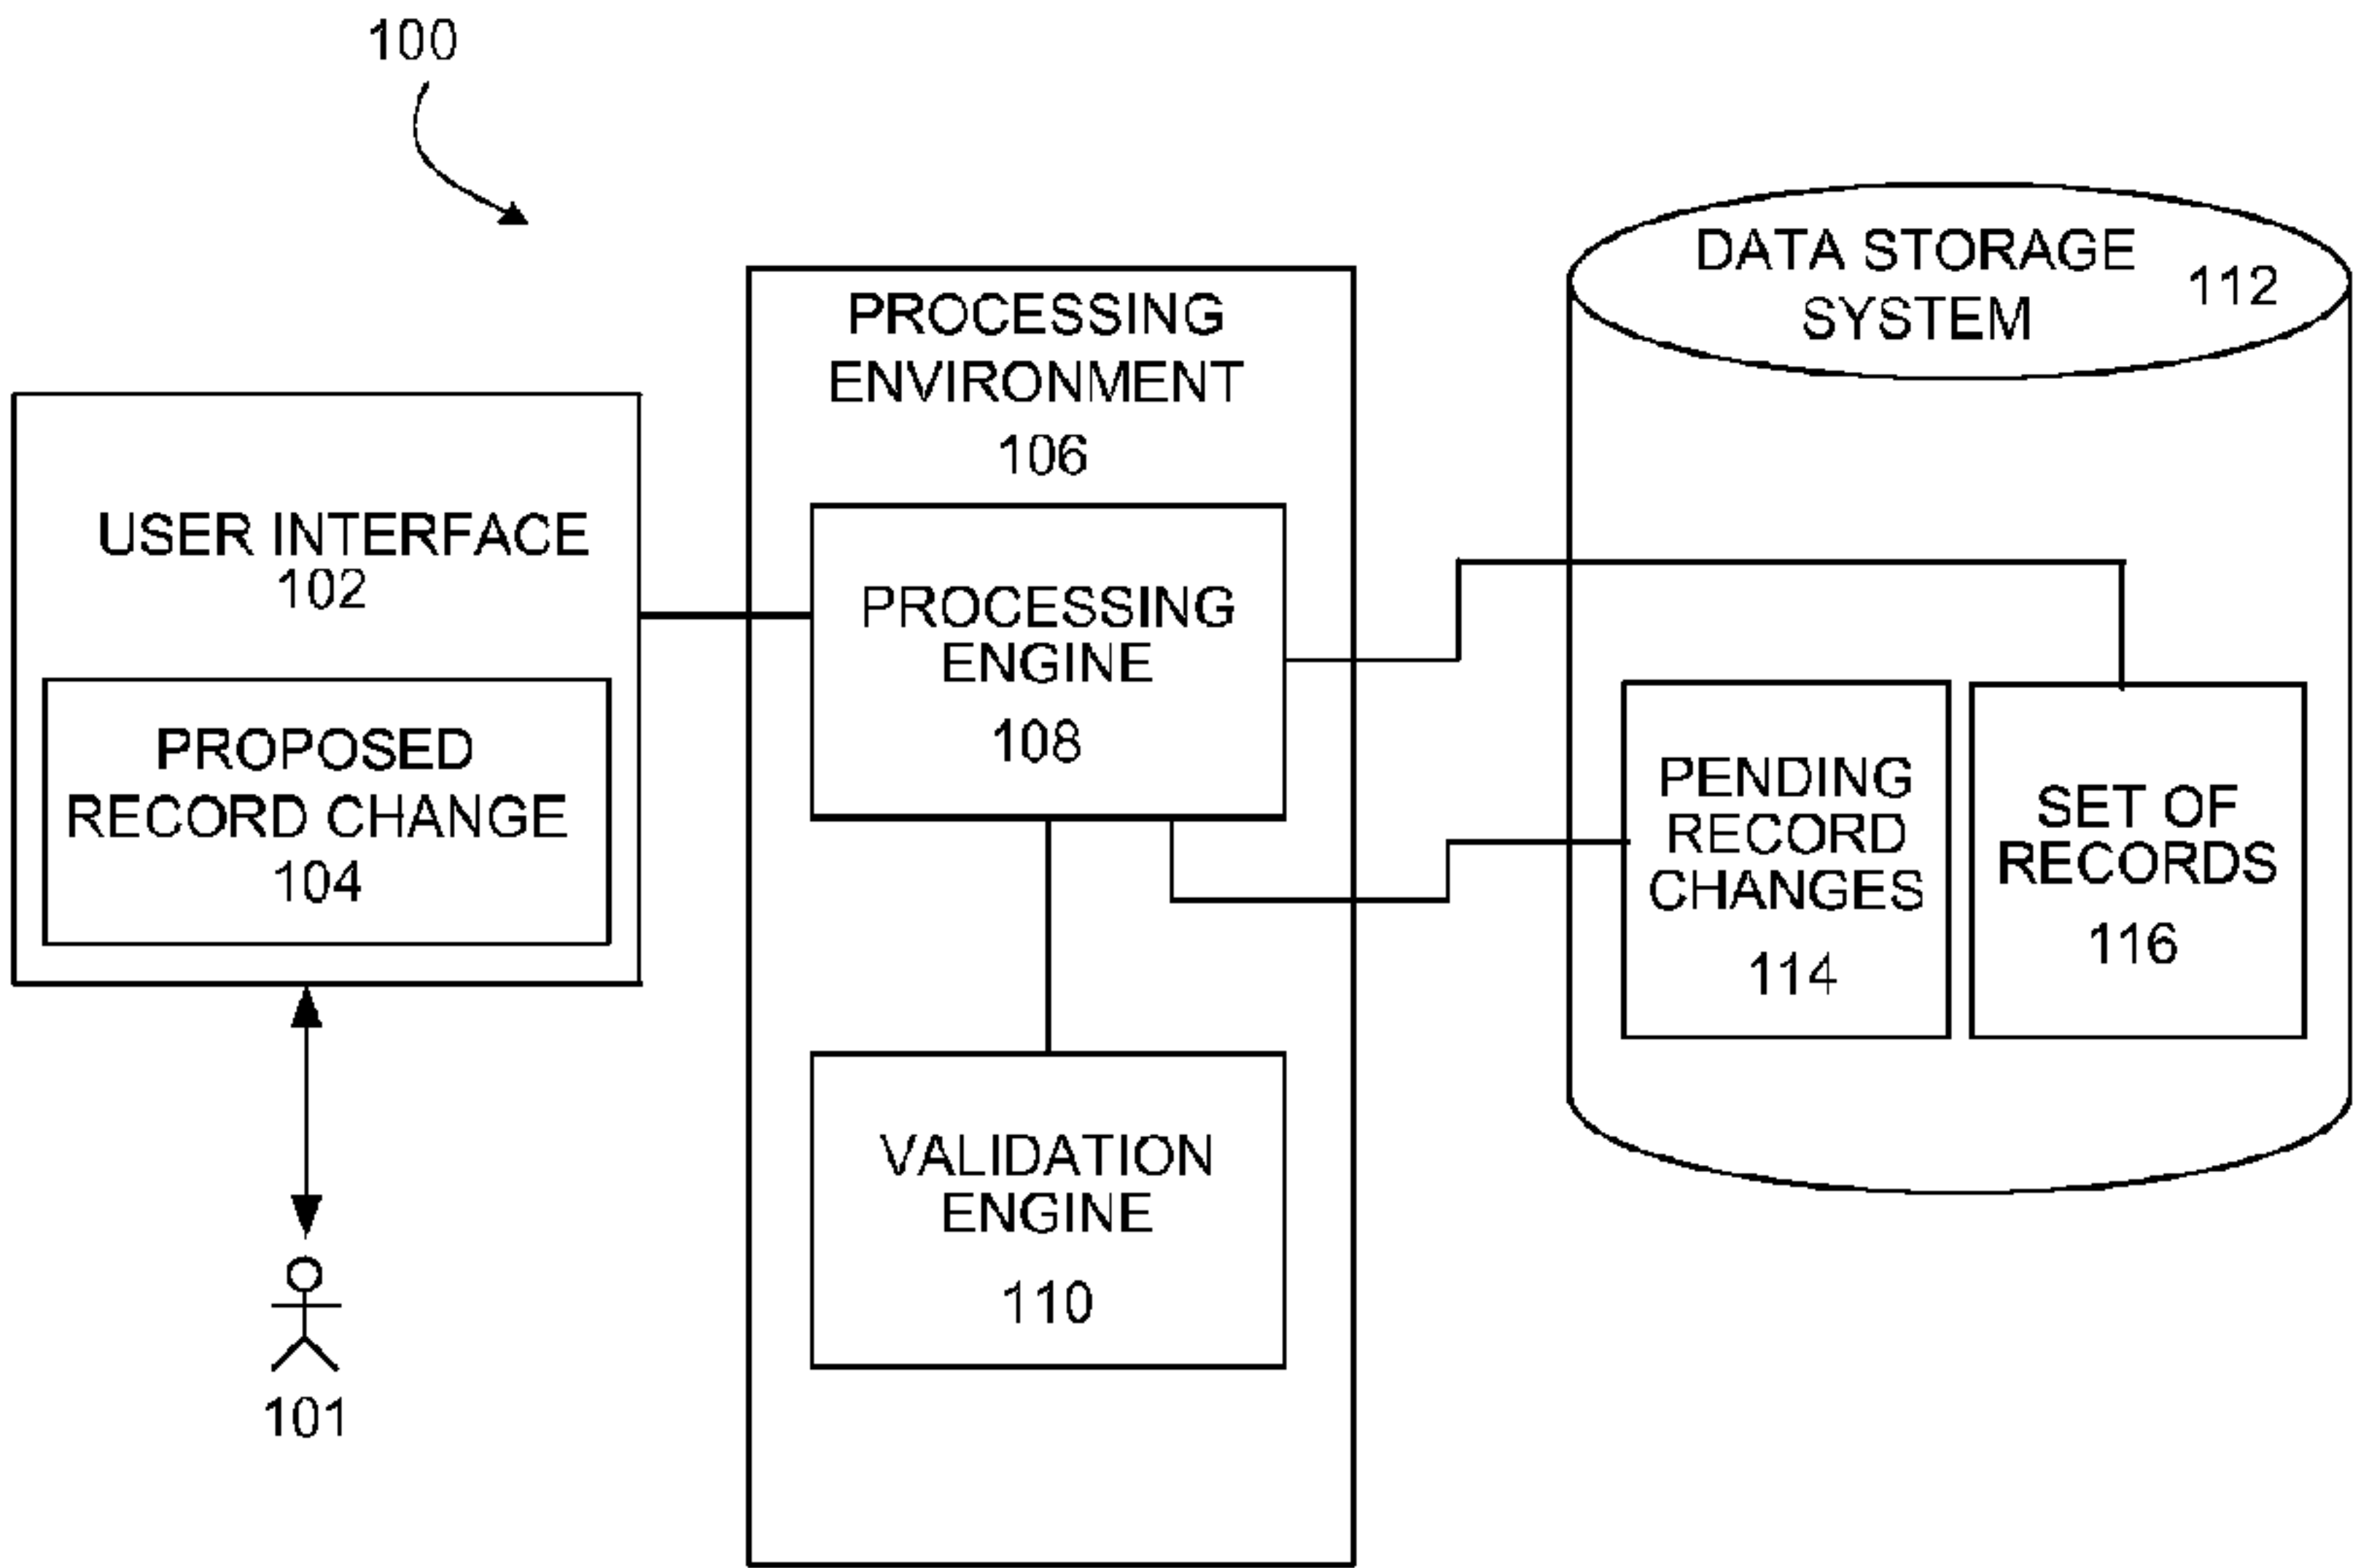 100
USER INTERFACE
102
PROPOSED
RECORD CHANGE
104
101
PROCESSING
ENVIRONMENT
106
PROCESSING
ENGINE
108
VALIDATION
ENGINE
110
DATA STORAGE
SYSTEM
112
PENDING
RECORD
CHANGES
114
SET OF
RECORDS
116